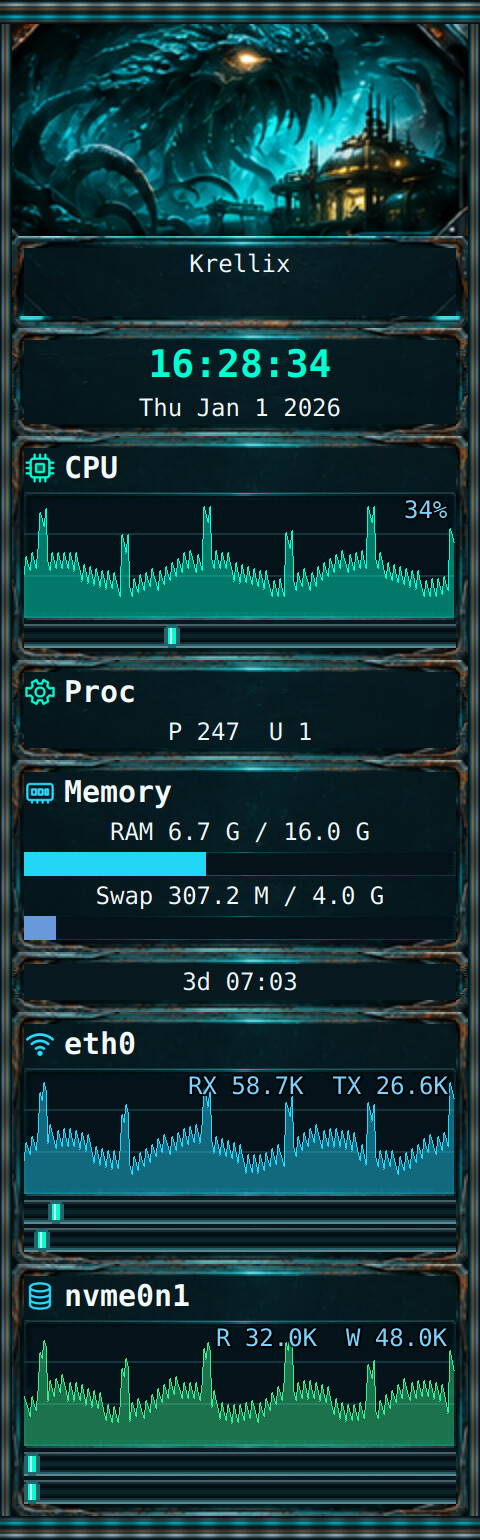 Krellix
16:28:34
Thu Jan 1 2026
CPU
34%
Proc
P 247  U 1
Memory
RAM 6.7 G / 16.0 G
Swap 307.2 M / 4.0 G
3d 07:03
eth0
RX 58.7K  TX 26.6K
nvme0n1
R 32.0K  W 48.0K